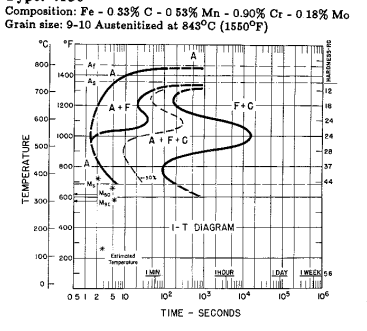 Composition: Fe - 0 33% C - 0 53% Mn - 0.90% Cr - 0 18% Mo
Grain size: 9-10 Austenitized at 843°C (1550°F)
°C °F
HARDNESS-RC
A
800 Af 1400 A
As
700 12
A + F F + C
1200 18
600
A + F + C
1000 24
500
28
A
800 37
400
Ms 50% 44
300 M50 600
M90
I-T DIAGRAM
400
200
Estimated
Temperature
100 200
1 MIN 1 HOUR 1 DAY 1 WEEK 56
0
0 5 1 2 5 10 10² 10³ 10⁴ 10⁵ 10⁶
TEMPERATURE
TIME - SECONDS